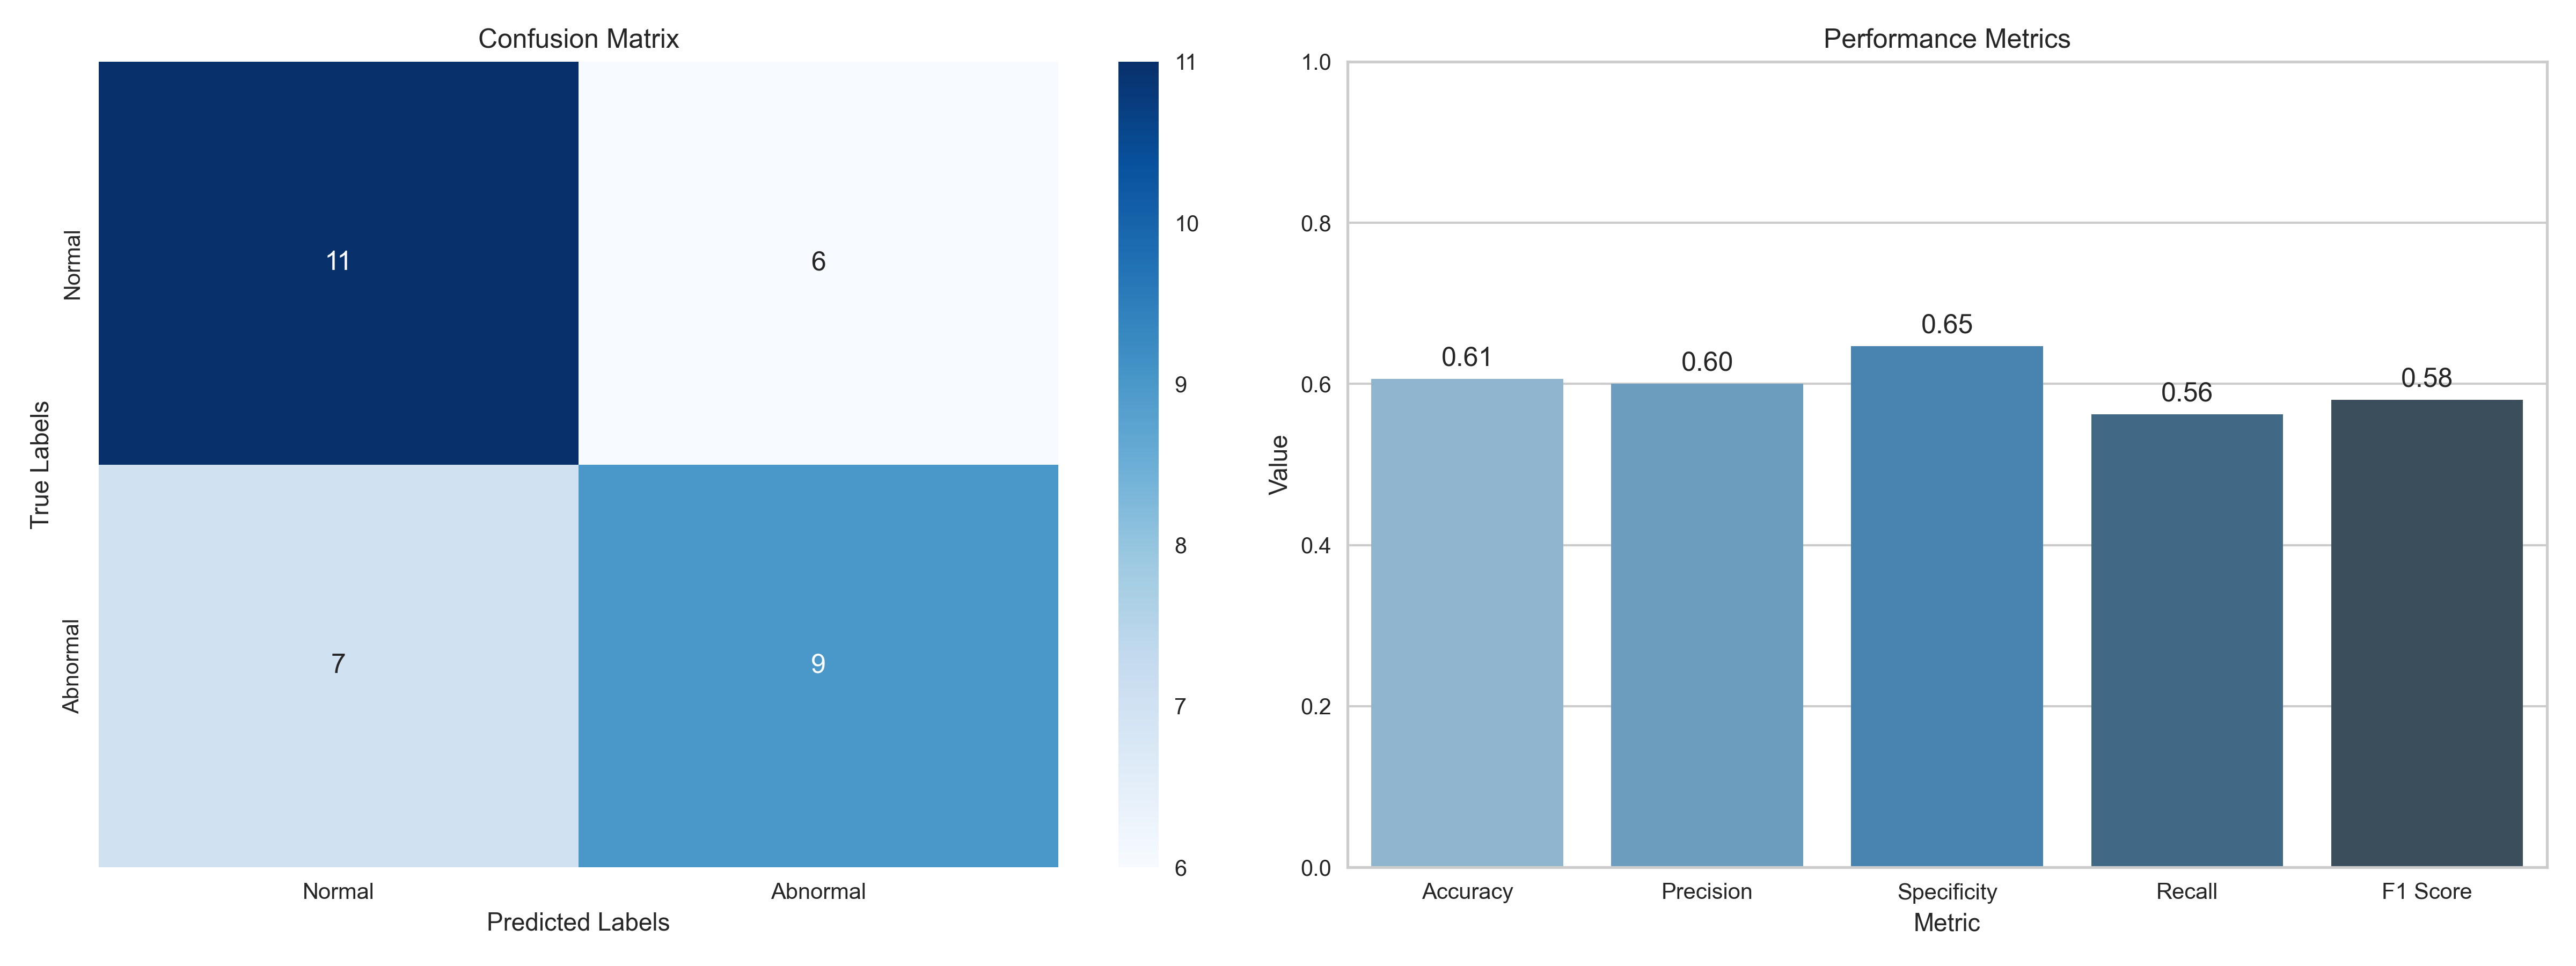 Confusion Matrix
True Labels
Normal
Abnormal
11
6
7
9
Normal
Abnormal
Predicted Labels
11
10
9
8
7
6
Performance Metrics
Value
1.0
0.8
0.6
0.4
0.2
0.0
0.61
0.60
0.65
0.56
0.58
Accuracy
Precision
Specificity
Recall
F1 Score
Metric